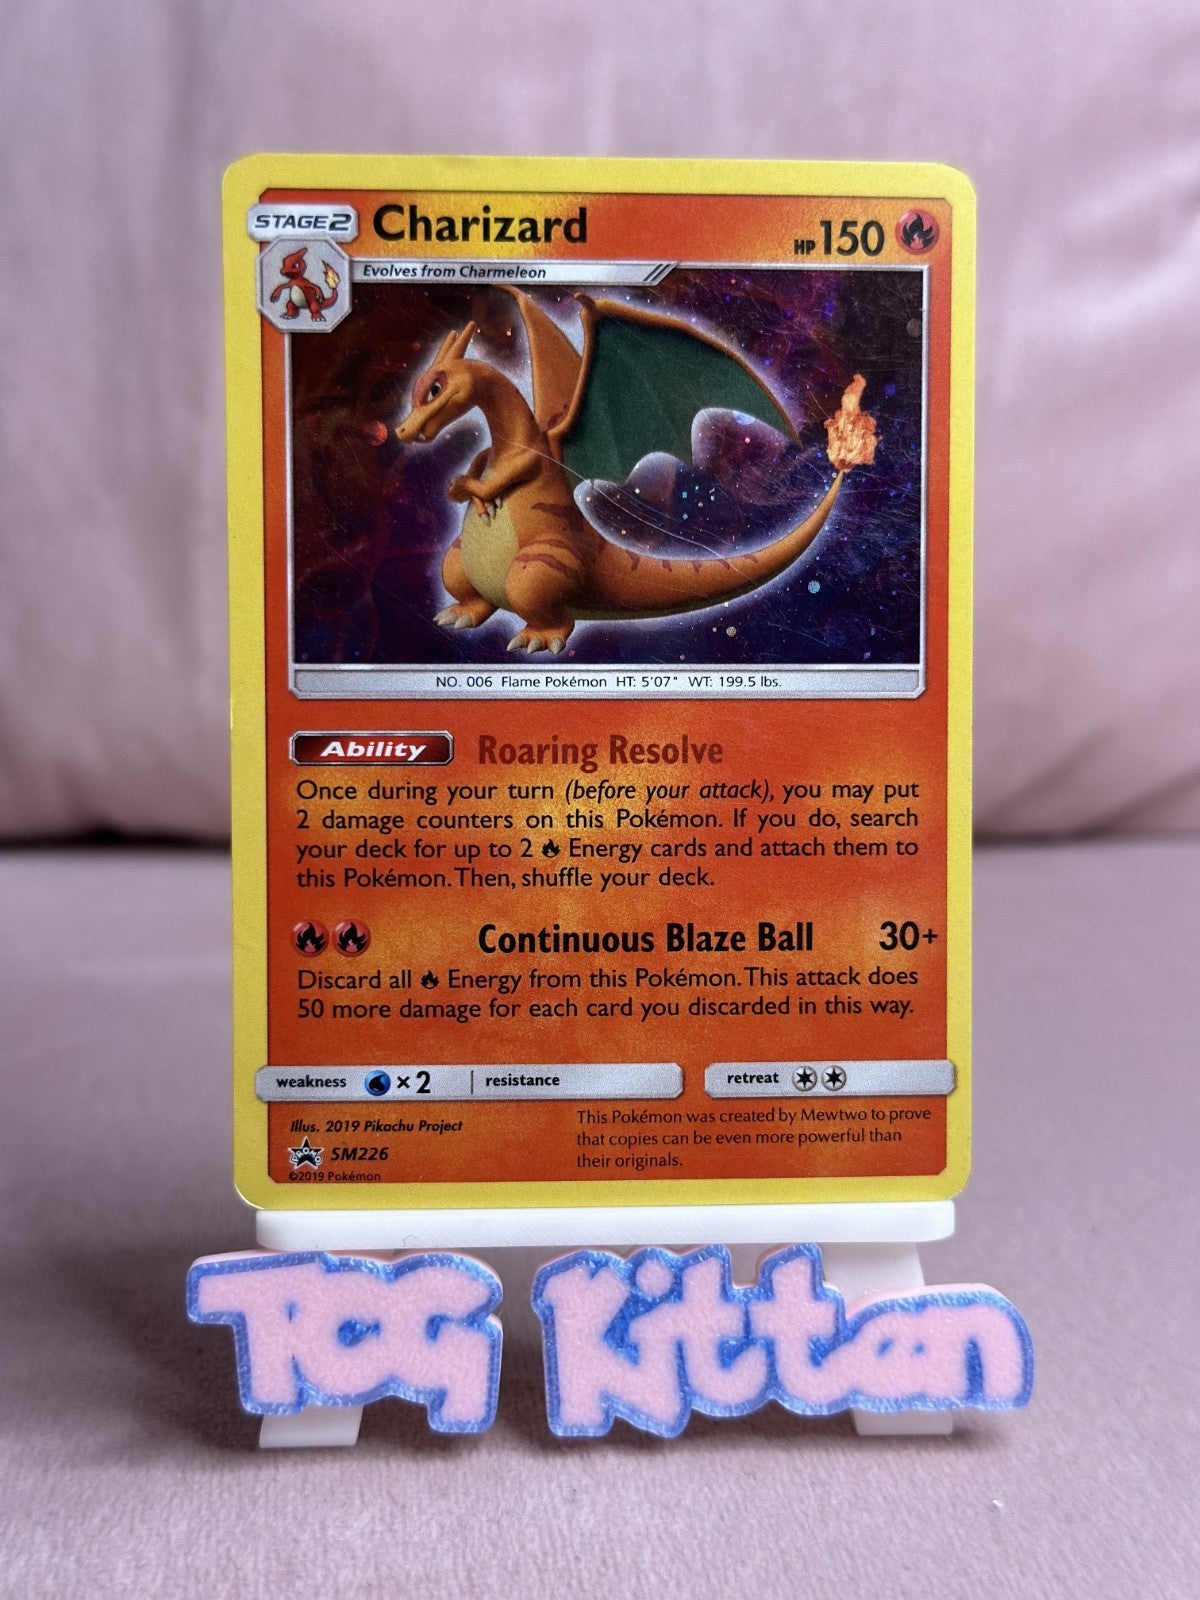 STAGE2 Charizard HP 150
Evolves from Charmeleon
NO. 006 Flame Pokémon HT: 5'07" WT: 199.5 lbs.
Ability Roaring Resolve
Once during your turn (before your attack), you may put
2 damage counters on this Pokémon. If you do, search
your deck for up to 2 Energy cards and attach them to
this Pokémon. Then, shuffle your deck.
Continuous Blaze Ball 30+
Discard all Energy from this Pokémon. This attack does
50 more damage for each card you discarded in this way.
weakness ×2 resistance retreat
Illus. 2019 Pikachu Project
PROMO SM226
©2019 Pokémon
This Pokémon was created by Mewtwo to prove
that copies can be even more powerful than
their originals.
TCG Kittoon